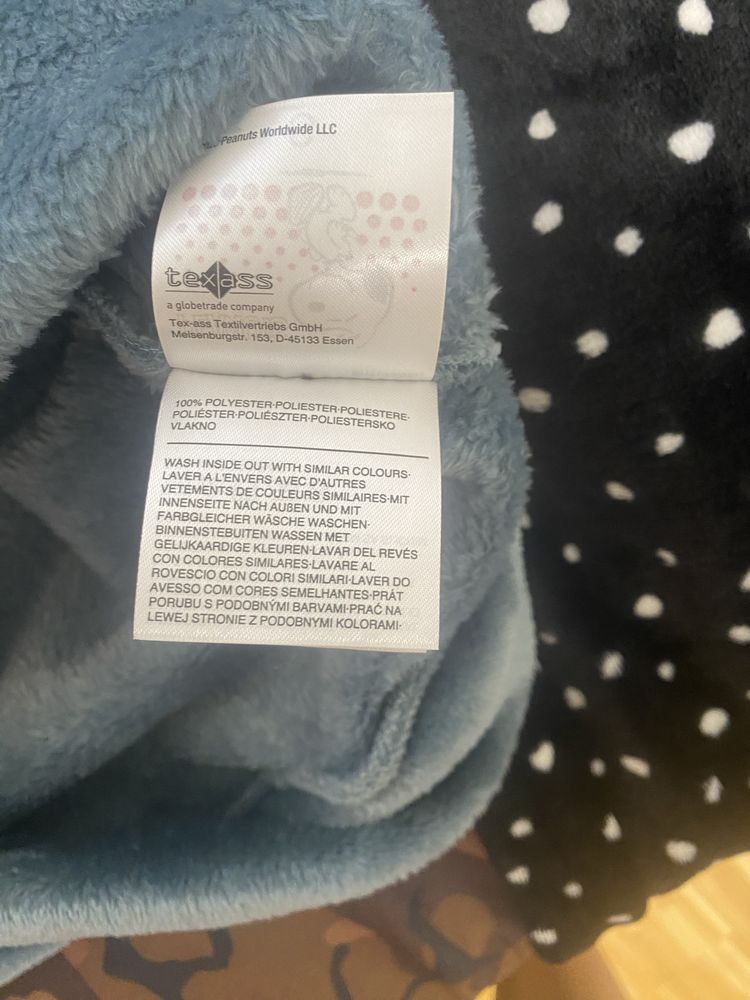 Peanuts Worldwide LLC
texass
a globetrade company
Tex-ass Textilvertriebs GmbH
Meisenburgstr. 153, D-45133 Essen
100% POLYESTER·POLIESTER·POLIESTERE·
POLIÉSTER·POLIÉSZTER·POLIESTERSKO
VLAKNO
WASH INSIDE OUT WITH SIMILAR COLOURS·
LAVER A L'ENVERS AVEC D'AUTRES
VETEMENTS DE COULEURS SIMILAIRES·MIT
INNENSEITE NACH AUßEN UND MIT
FARBGLEICHER WÄSCHE WASCHEN·
BINNENSTEBUITEN WASSEN MET
GELIJKAARDIGE KLEUREN·LAVAR DEL REVÉS
CON COLORES SIMILARES·LAVARE AL
ROVESCIO CON COLORI SIMILARI·LAVER DO
AVESSO COM CORES SEMELHANTES·PRÁT
PO RUBU S PODOBNÝMI BARVAMI·PRAĆ NA
LEWEJ STRONIE Z PODOBNYMI KOLORAMI·